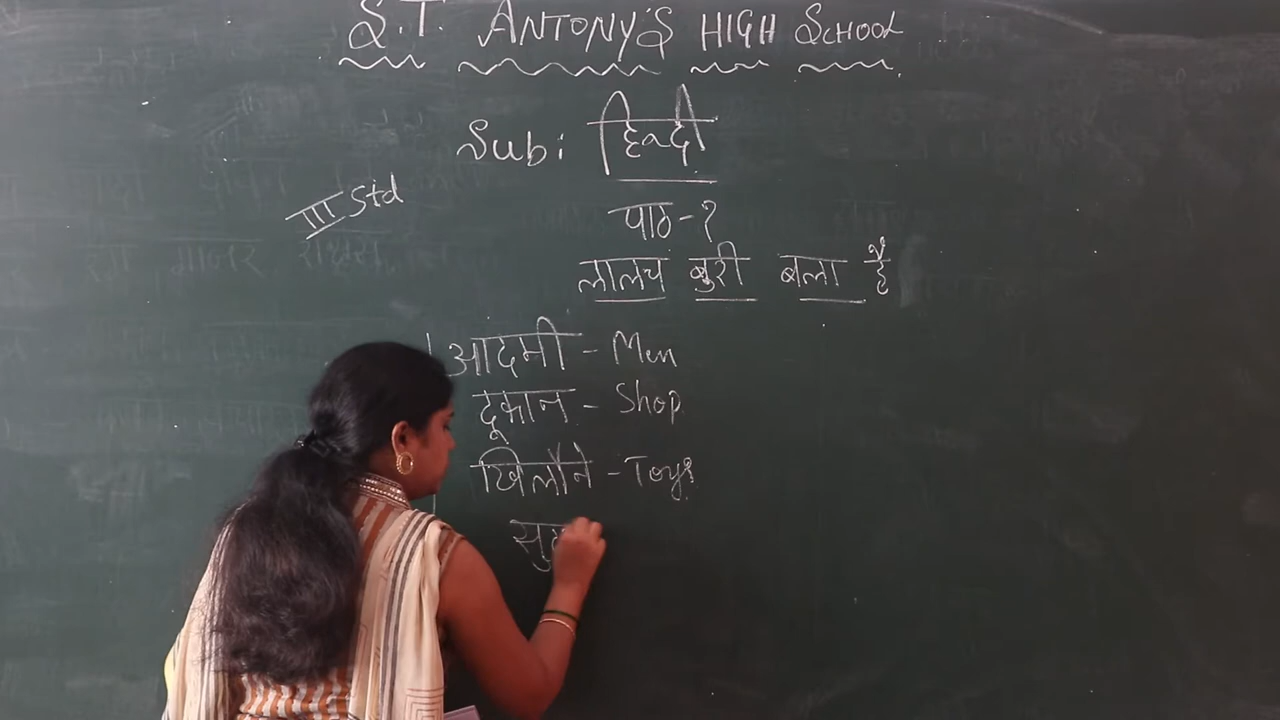 S.T. ANTONY'S HIGH SCHOOL
Sub: हिन्दी
III Std
पाठ-१
लालच बुरी बला है
आदमी - Men
दूकान - Shop
खिलौने - Toys